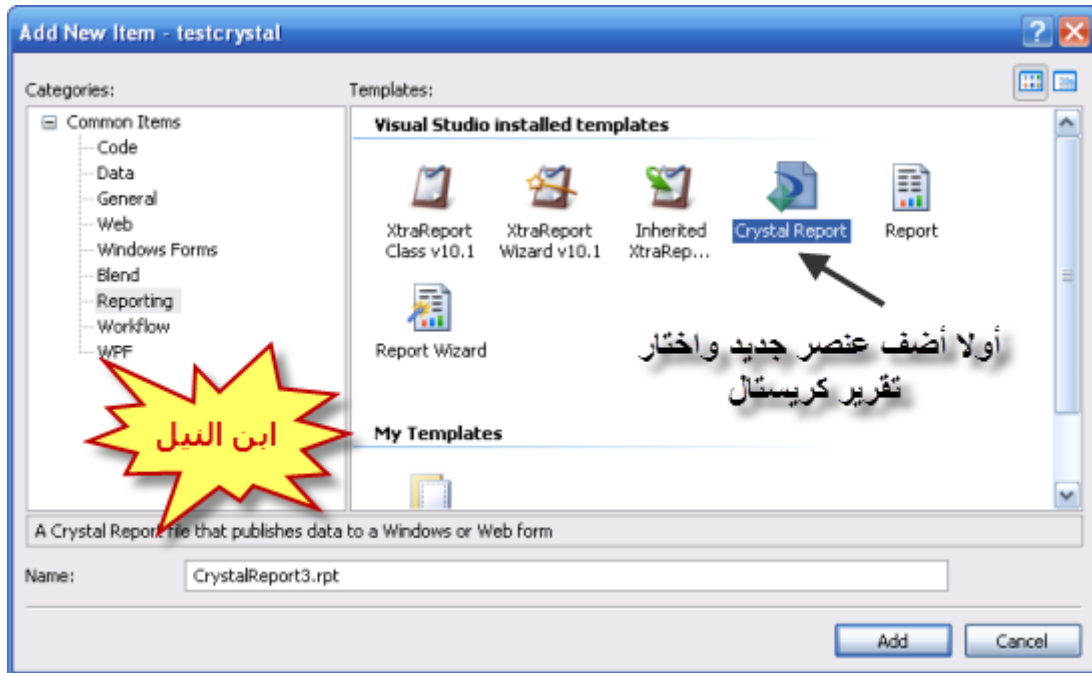 Add New Item - testcrystal
Categories:
Templates:
Common Items
Code
Data
General
Web
Windows Forms
Blend
Reporting
Workflow
WPF
Visual Studio installed templates
XtraReport
Class v10.1
XtraReport
Wizard v10.1
Inherited
XtraRep...
Crystal Report
Report
Report Wizard
أولا أضف عنصر جديد واختار
تقرير كريستال
ابن النيل
My Templates
A Crystal Report file that publishes data to a Windows or Web form
Name:
CrystalReport3.rpt
Add
Cancel